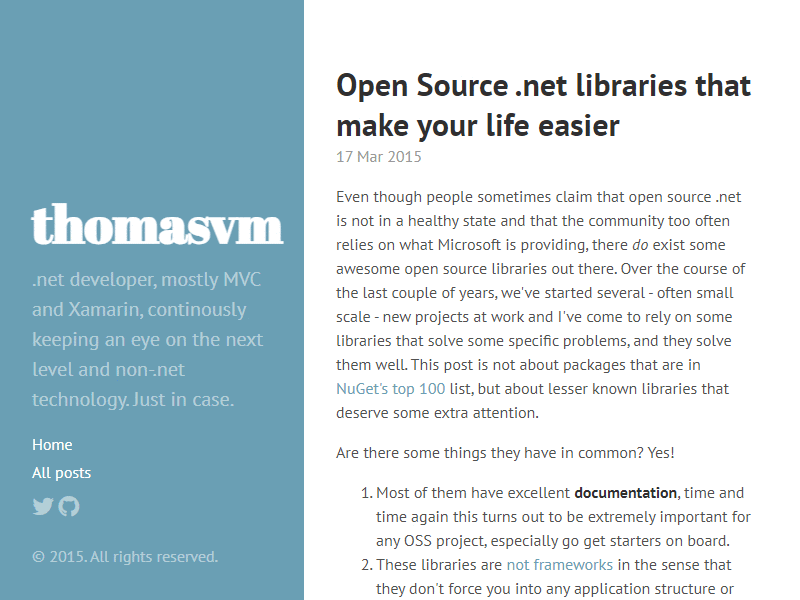 thomasvm
.net developer, mostly MVC
and Xamarin, continously
keeping an eye on the next
level and non-.net
technology. Just in case.
Home
All posts
© 2015. All rights reserved.
Open Source .net libraries that
make your life easier
17 Mar 2015
Even though people sometimes claim that open source .net
is not in a healthy state and that the community too often
relies on what Microsoft is providing, there do exist some
awesome open source libraries out there. Over the course of
the last couple of years, we've started several - often small
scale - new projects at work and I've come to rely on some
libraries that solve some specific problems, and they solve
them well. This post is not about packages that are in
NuGet's top 100 list, but about lesser known libraries that
deserve some extra attention.
Are there some things they have in common? Yes!
1. Most of them have excellent documentation, time and
time again this turns out to be extremely important for
any OSS project, especially go get starters on board.
2. These libraries are not frameworks in the sense that
they don't force you into any application structure or